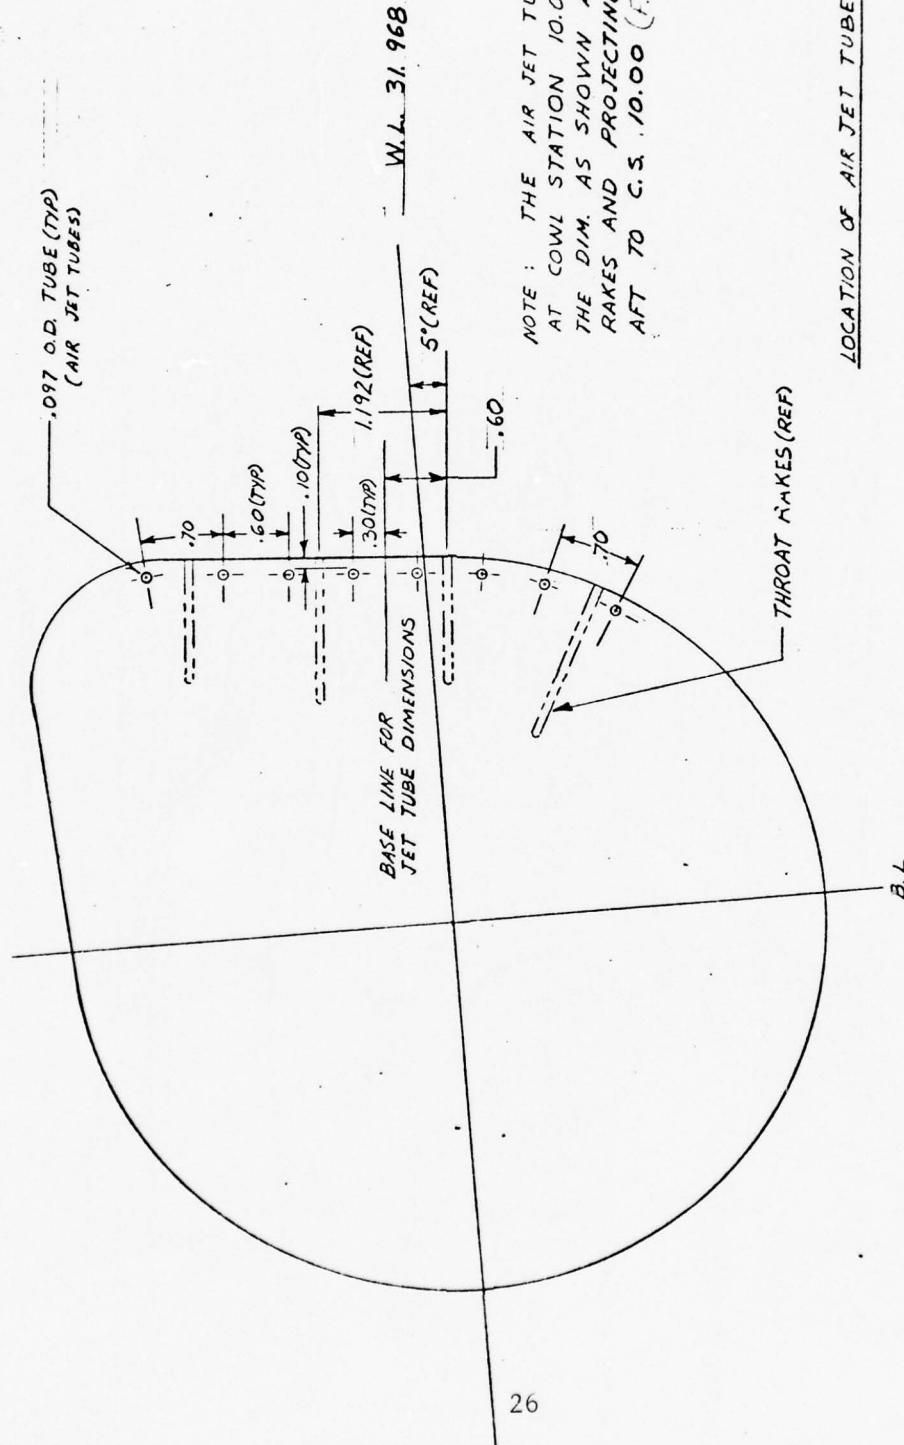 .097 O.D. TUBE (TYP)
(AIR JET TUBES)
W.L. 31.968
.70
.60 (TYP)
.10 (TYP)
1.192 (REF)
.30 (TYP)
5° (REF)
.60
.70
BASE LINE FOR
JET TUBE DIMENSIONS
THROAT RAKES (REF)
NOTE : THE AIR JET TU
AT COWL STATION 10.0
THE DIM. AS SHOWN A
RAKES AND PROJECTING
AFT TO C.S. 10.00 (F.
LOCATION OF AIR JET TUBE
B.L
26